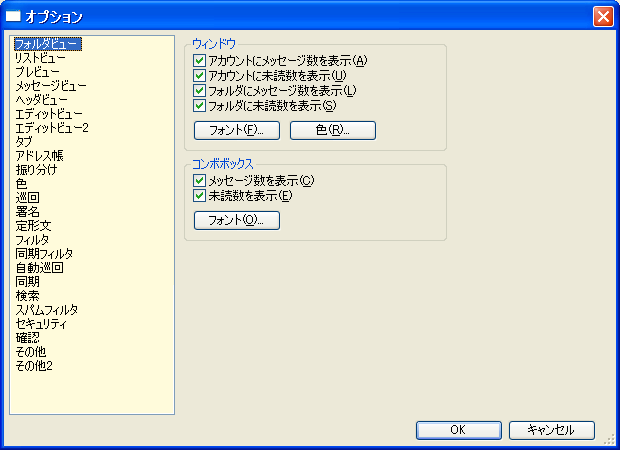 オプション
フォルダビュー
リストビュー
プレビュー
メッセージビュー
ヘッダビュー
エディットビュー
エディットビュー2
タブ
アドレス帳
振り分け
色
巡回
署名
定形文
フィルタ
同期フィルタ
自動巡回
同期
検索
スパムフィルタ
セキュリティ
確認
その他
その他2
ウィンドウ
アカウントにメッセージ数を表示(A)
アカウントに未読数を表示(U)
フォルダにメッセージ数を表示(L)
フォルダに未読数を表示(S)
フォント(F)... 色(R)...
コンボボックス
メッセージ数を表示(C)
未読数を表示(E)
フォント(O)...
OK キャンセル